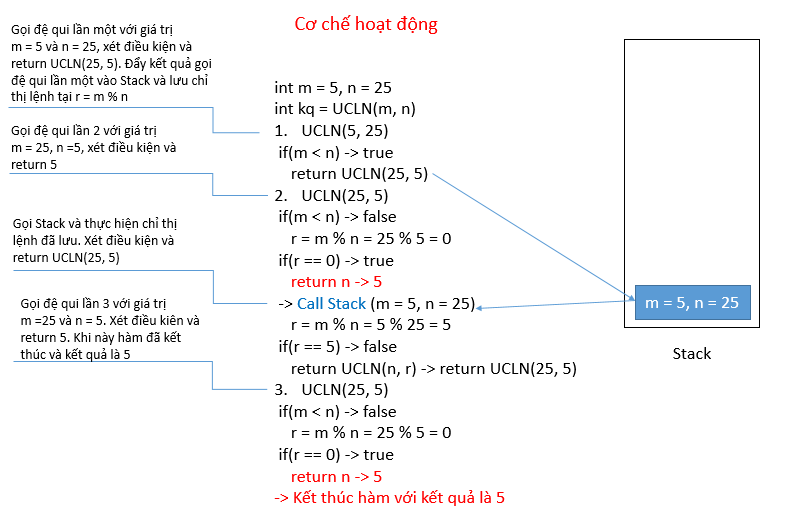 Cơ chế hoạt động
Gọi đệ qui lần một với giá trị
m = 5 và n = 25, xét điều kiện và
return UCLN(25, 5). Đẩy kết quả gọi
đệ qui lần một vào Stack và lưu chỉ
thị lệnh tại r = m % n
Gọi đệ qui lần 2 với giá trị
m = 25, n =5, xét điều kiện và
return 5
Gọi Stack và thực hiện chỉ thị
lệnh đã lưu. Xét điều kiện và
return UCLN(25, 5)
Gọi đệ qui lần 3 với giá trị
m =25 và n = 5. Xét điều kiên và
return 5. Khi này hàm đã kết
thúc và kết quả là 5
int m = 5, n = 25
int kq = UCLN(m, n)
1. UCLN(5, 25)
if(m < n) -> true
return UCLN(25, 5)
2. UCLN(25, 5)
if(m < n) -> false
r = m % n = 25 % 5 = 0
if(r == 0) -> true
return n -> 5
-> Call Stack (m = 5, n = 25)
r = m % n = 5 % 25 = 5
if(r == 5) -> false
return UCLN(n, r) -> return UCLN(25, 5)
3. UCLN(25, 5)
if(m < n) -> false
r = m % n = 25 % 5 = 0
if(r == 0) -> true
return n -> 5
-> Kết thúc hàm với kết quả là 5
m = 5, n = 25
Stack